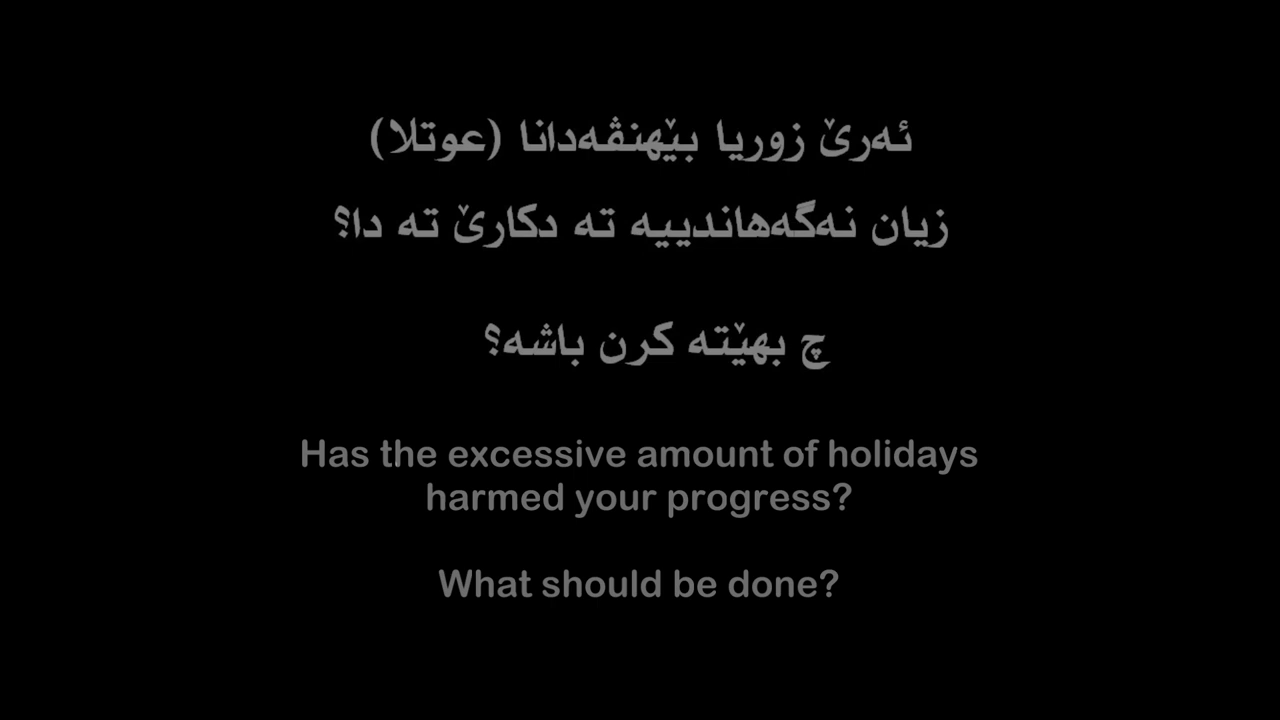 ئەرێ زوریا بێهنڤەدانا (عوتلا)
زیان نەگەهاندییە تە دکارێ تە دا؟
چ بهێتە کرن باشە؟
Has the excessive amount of holidays
harmed your progress?
What should be done?